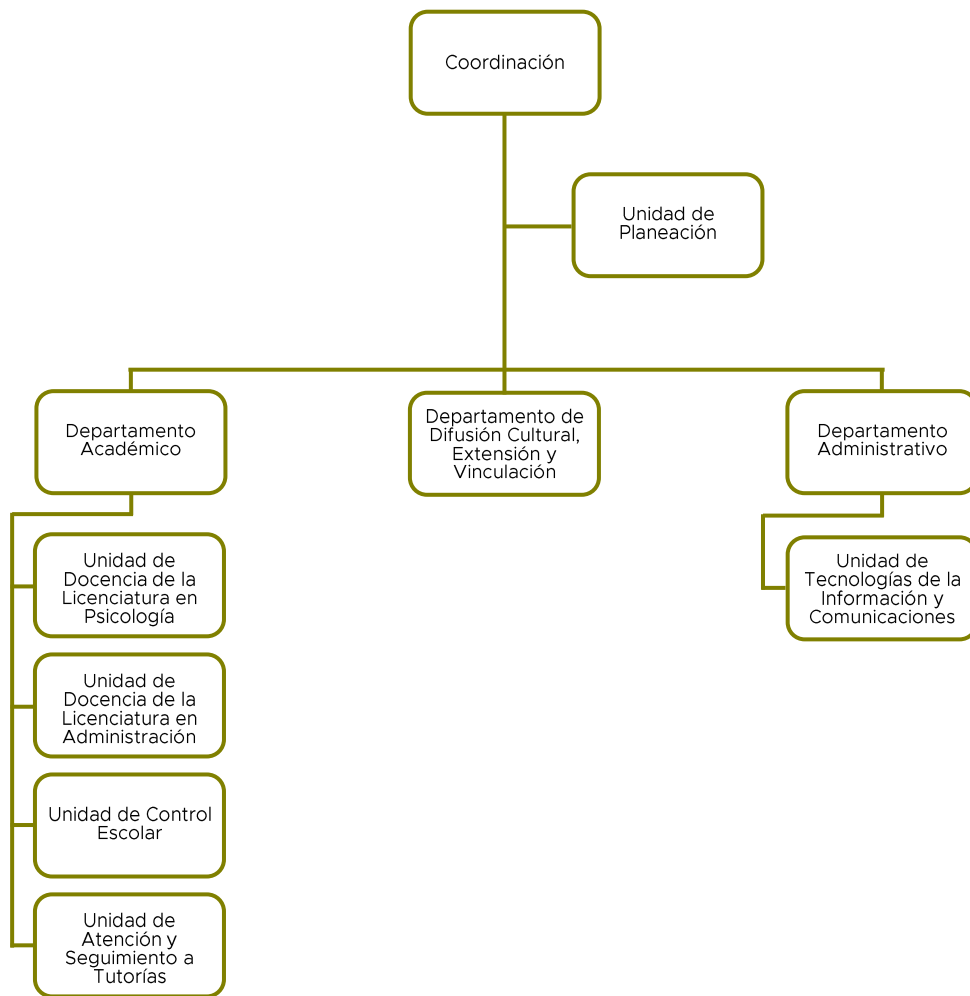 Coordinación
Unidad de
Planeación
Departamento
Académico
Departamento de
Difusión Cultural,
Extensión y
Vinculación
Departamento
Administrativo
Unidad de
Docencia de la
Licenciatura en
Psicología
Unidad de
Docencia de la
Licenciatura en
Administración
Unidad de Control
Escolar
Unidad de
Atención y
Seguimiento a
Tutorías
Unidad de
Tecnologías de la
Información y
Comunicaciones